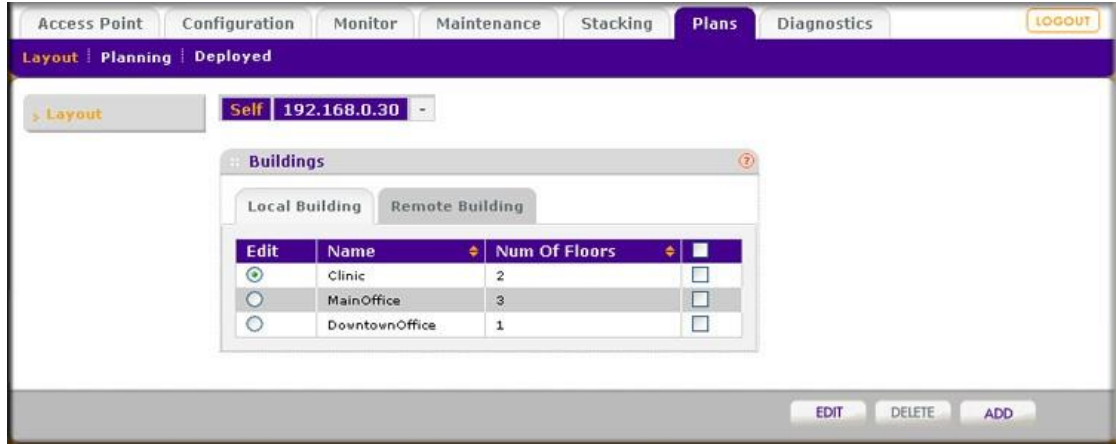 Access Point Configuration Monitor Maintenance Stacking Plans Diagnostics LOGOUT
Layout Planning Deployed
Layout
Self 192.168.0.30 -
Buildings ?
Local Building Remote Building
Edit Name Num Of Floors
Clinic 2
MainOffice 3
DowntownOffice 1
EDIT DELETE ADD